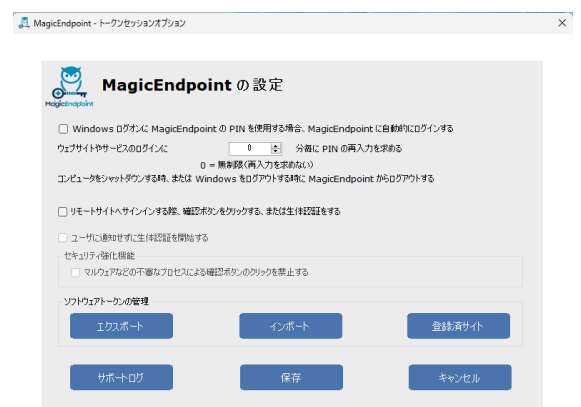 MagicEndpoint - トークンセッションオプション
MagicEndpoint
MagicEndpoint の設定
Windows ログオンに MagicEndpoint の PIN を使用する場合、MagicEndpoint に自動的にログインする
ウェブサイトやサービスのログインに 0 分毎に PIN の再入力を求める
0 = 無制限(再入力を求めない)
コンピュータをシャットダウンする時、または Windows をログアウトする時に MagicEndpoint からログアウトする
リモートサイトへサインインする際、確認ボタンをクリックする、または生体認証をする
ユーザに通知せずに生体認証を開始する
セキュリティ強化機能
マルウェアなどの不審なプロセスによる確認ボタンのクリックを禁止する
ソフトウェアトークンの管理
エクスポート インポート 登録済サイト
サポートログ 保存 キャンセル